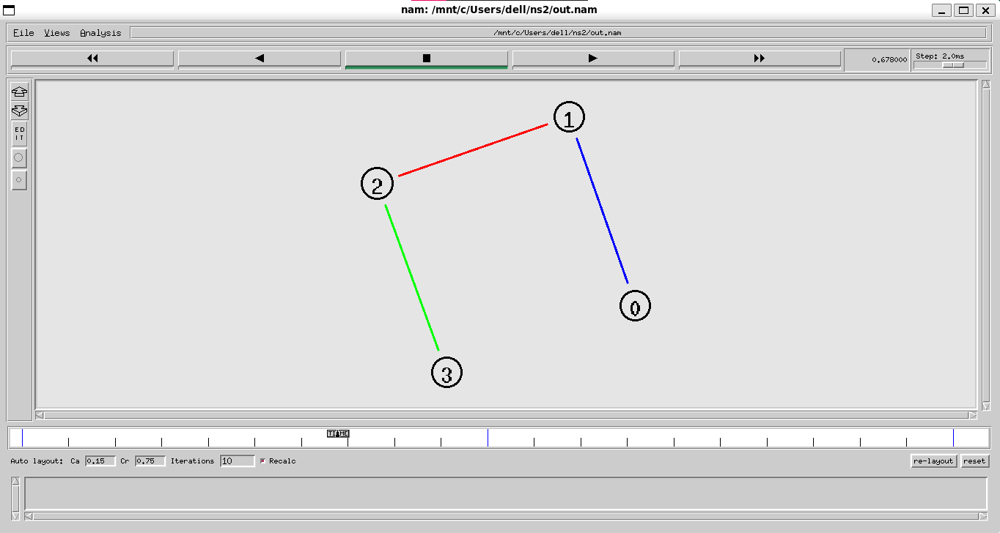 nam: /mnt/c/Users/dell/ns2/out.nam
File Views Analysis /mnt/c/Users/dell/ns2/out.nam
0.678000 Step: 2.0ms
ED
IT
1
2
0
3
TIME
Auto layout: Ca 0.15 Cr 0.75 Iterations 10 Recalc re-layout reset